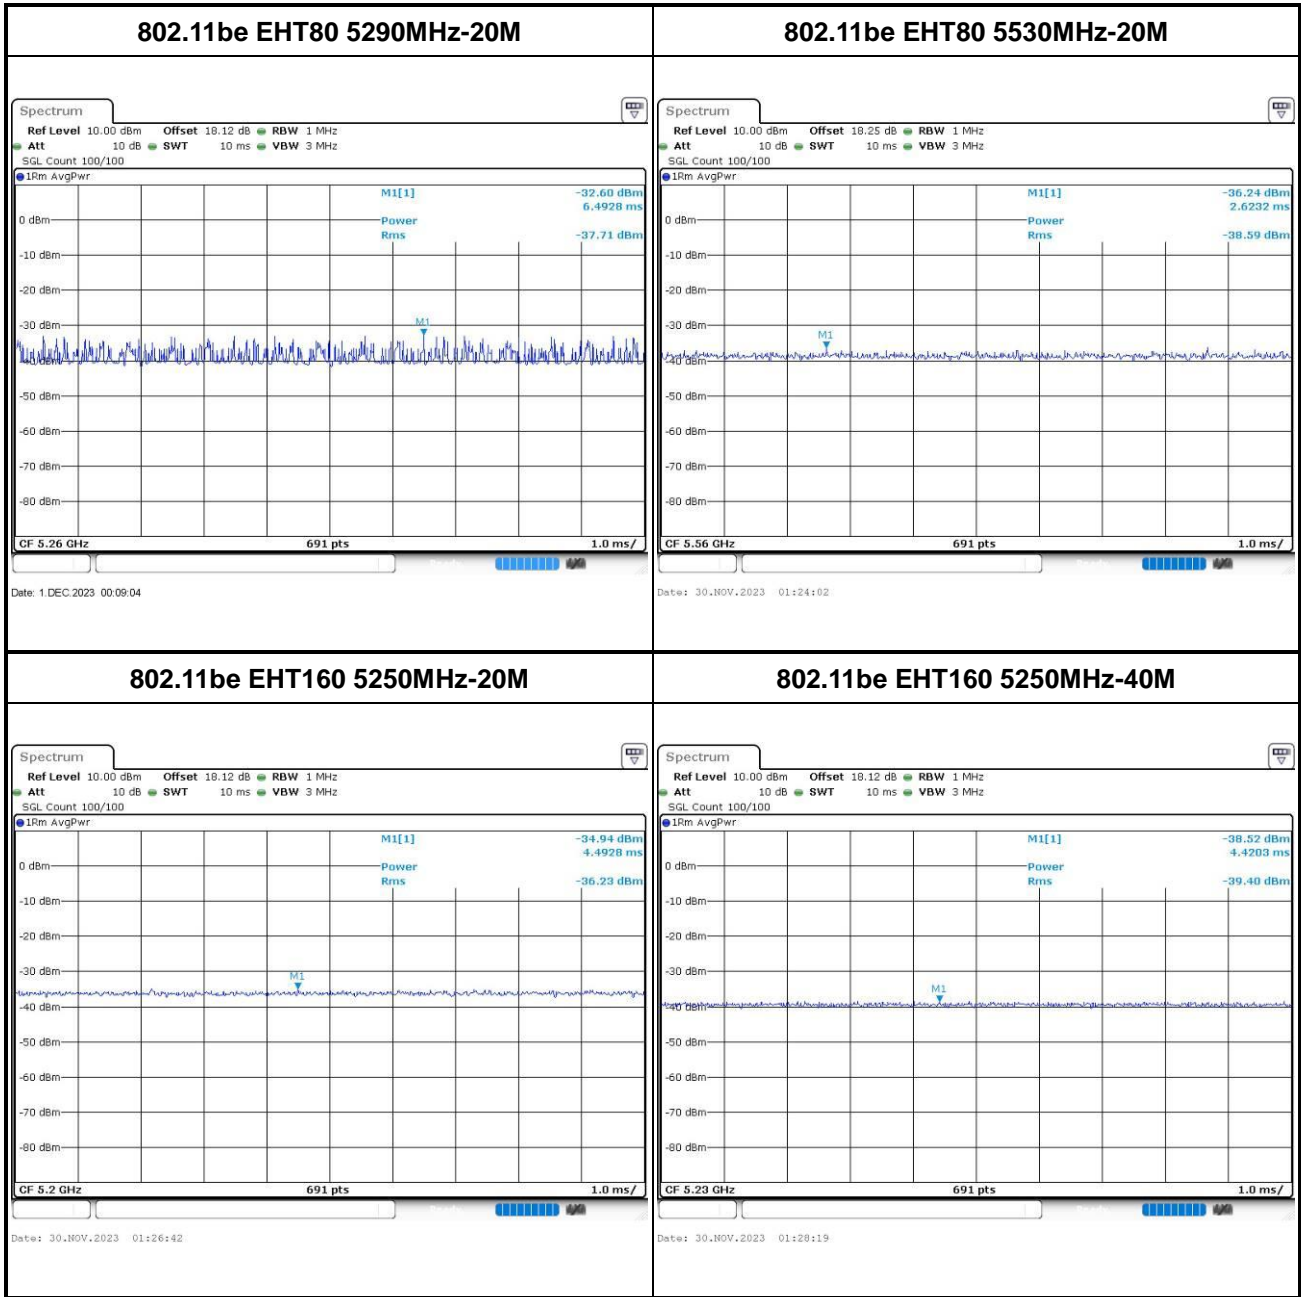 802.11be EHT80 5290MHz-20M
802.11be EHT80 5530MHz-20M
Spectrum
Ref Level 10.00 dBm Offset 18.12 dB RBW 1 MHz
Att 10 dB SWT 10 ms VBW 3 MHz
SGL Count 100/100
1Rm AvgPwr
M1[1] -32.60 dBm
6.4928 ms
0 dBm
Power
Rms -37.71 dBm
-10 dBm
-20 dBm
-30 dBm
M1
-40 dBm
-50 dBm
-60 dBm
-70 dBm
-80 dBm
CF 5.26 GHz 691 pts 1.0 ms/
Date: 1.DEC.2023 00:09:04
Spectrum
Ref Level 10.00 dBm Offset 18.25 dB RBW 1 MHz
Att 10 dB SWT 10 ms VBW 3 MHz
SGL Count 100/100
1Rm AvgPwr
M1[1] -36.24 dBm
2.6232 ms
0 dBm
Power
Rms -38.59 dBm
-10 dBm
-20 dBm
-30 dBm
M1
-40 dBm
-50 dBm
-60 dBm
-70 dBm
-80 dBm
CF 5.56 GHz 691 pts 1.0 ms/
Date: 30.NOV.2023 01:24:02
802.11be EHT160 5250MHz-20M
802.11be EHT160 5250MHz-40M
Spectrum
Ref Level 10.00 dBm Offset 18.12 dB RBW 1 MHz
Att 10 dB SWT 10 ms VBW 3 MHz
SGL Count 100/100
1Rm AvgPwr
M1[1] -34.94 dBm
4.4928 ms
0 dBm
Power
Rms -36.23 dBm
-10 dBm
-20 dBm
-30 dBm
M1
-40 dBm
-50 dBm
-60 dBm
-70 dBm
-80 dBm
CF 5.2 GHz 691 pts 1.0 ms/
Date: 30.NOV.2023 01:26:42
Spectrum
Ref Level 10.00 dBm Offset 18.12 dB RBW 1 MHz
Att 10 dB SWT 10 ms VBW 3 MHz
SGL Count 100/100
1Rm AvgPwr
M1[1] -38.52 dBm
4.4203 ms
0 dBm
Power
Rms -39.40 dBm
-10 dBm
-20 dBm
-30 dBm
M1
-40 dBm
-50 dBm
-60 dBm
-70 dBm
-80 dBm
CF 5.23 GHz 691 pts 1.0 ms/
Date: 30.NOV.2023 01:28:19